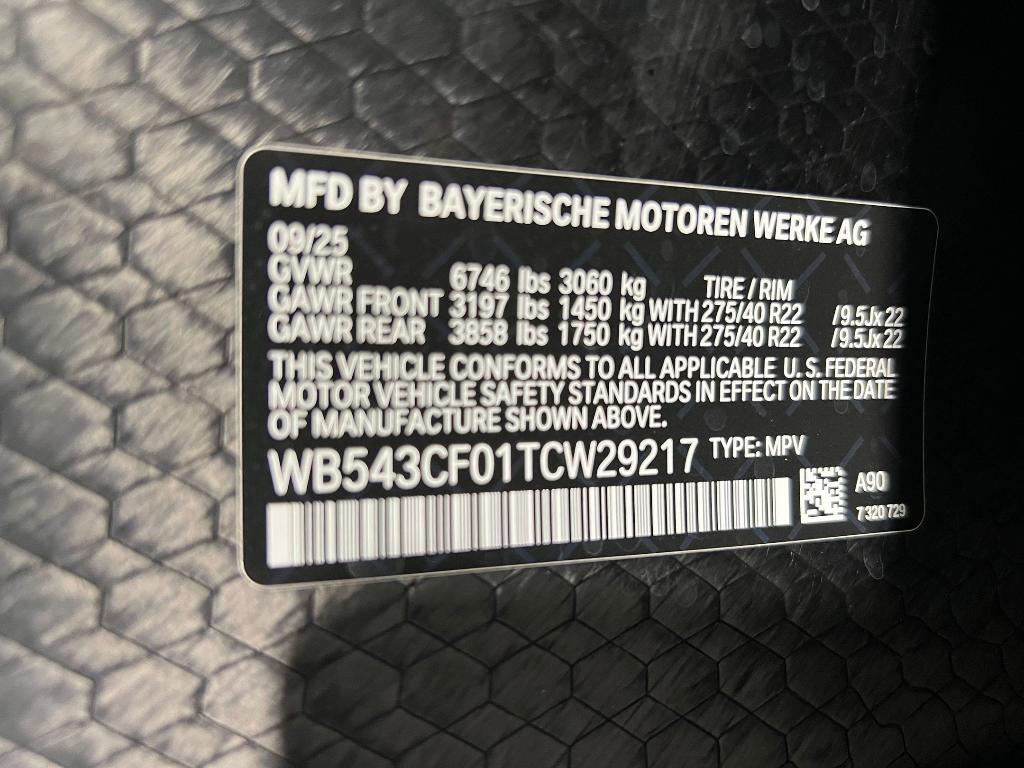 MFD BY BAYERISCHE MOTOREN WERKE AG
09/25
GVWR 6746 lbs 3060 kg TIRE / RIM
GAWR FRONT 3197 lbs 1450 kg WITH 275/40 R22 /9.5Jx22
GAWR REAR 3858 lbs 1750 kg WITH 275/40 R22 /9.5Jx22
THIS VEHICLE CONFORMS TO ALL APPLICABLE U. S. FEDERAL
MOTOR VEHICLE SAFETY STANDARDS IN EFFECT ON THE DATE
OF MANUFACTURE SHOWN ABOVE.
WB543CF01TCW29217 TYPE: MPV
A90
7 320 729